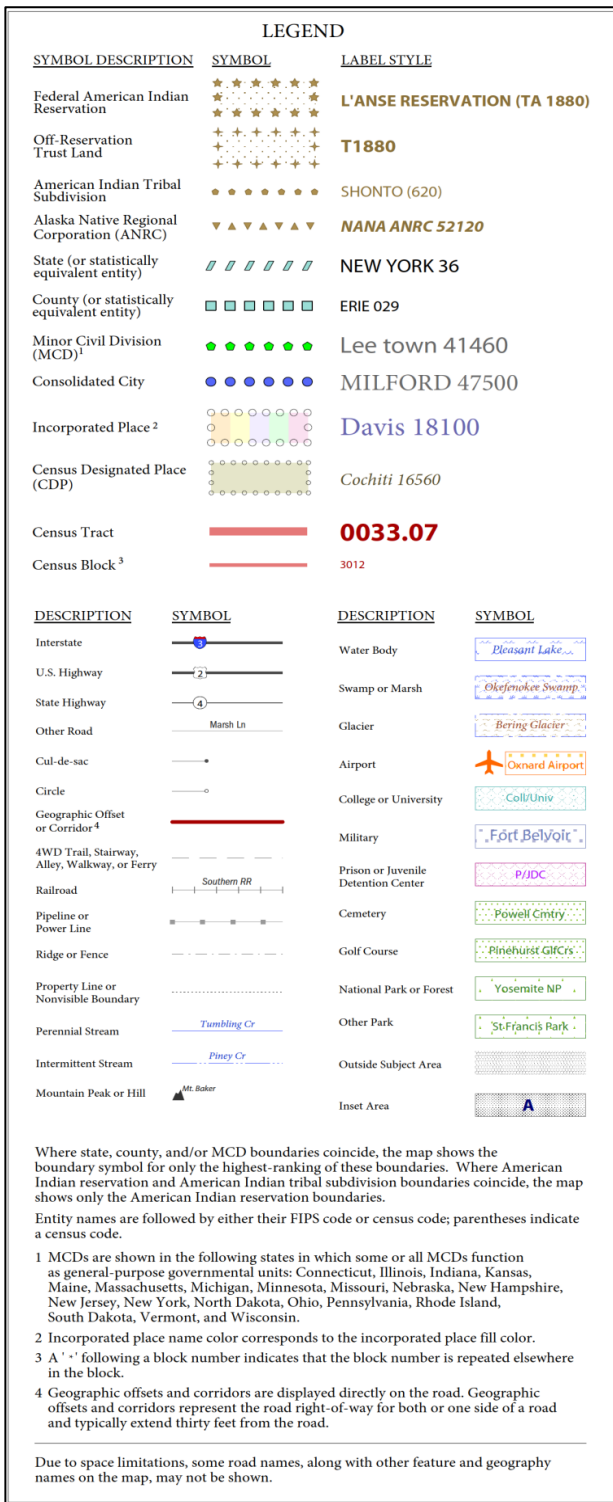 LEGEND
SYMBOL DESCRIPTION SYMBOL LABEL STYLE
Federal American Indian
Reservation
L'ANSE RESERVATION (TA 1880)
Off-Reservation
Trust Land
T1880
American Indian Tribal
Subdivision
SHONTO (620)
Alaska Native Regional
Corporation (ANRC)
NANA ANRC 52120
State (or statistically
equivalent entity)
NEW YORK 36
County (or statistically
equivalent entity)
ERIE 029
Minor Civil Division
(MCD)1
Lee town 41460
Consolidated City
MILFORD 47500
Incorporated Place 2
Davis 18100
Census Designated Place
(CDP)
Cochiti 16560
Census Tract
0033.07
Census Block 3
3012
DESCRIPTION SYMBOL
Interstate 3
U.S. Highway 2
State Highway 4
Other Road Marsh Ln
Cul-de-sac
Circle
Geographic Offset
or Corridor4
4WD Trail, Stairway,
Alley, Walkway, or Ferry
Railroad Southern RR
Pipeline or
Power Line
Ridge or Fence
Property Line or
Nonvisible Boundary
Perennial Stream Tumbling Cr
Intermittent Stream Piney Cr
Mountain Peak or Hill Mt. Baker
DESCRIPTION SYMBOL
Water Body Pleasant Lake
Swamp or Marsh Okefenokee Swamp
Glacier Bering Glacier
Airport Oxnard Airport
College or University Coll/Univ
Military Fort Belvoir
Prison or Juvenile
Detention Center
P/JDC
Cemetery Powell Cmtry
Golf Course Pinehurst GlfCrs
National Park or Forest Yosemite NP
Other Park St Francis Park
Outside Subject Area
Inset Area A
Where state, county, and/or MCD boundaries coincide, the map shows the
boundary symbol for only the highest-ranking of these boundaries. Where American
Indian reservation and American Indian tribal subdivision boundaries coincide, the map
shows only the American Indian reservation boundaries.
Entity names are followed by either their FIPS code or census code; parentheses indicate
a census code.
1 MCDs are shown in the following states in which some or all MCDs function
as general-purpose governmental units: Connecticut, Illinois, Indiana, Kansas,
Maine, Massachusetts, Michigan, Minnesota, Missouri, Nebraska, New Hampshire,
New Jersey, New York, North Dakota, Ohio, Pennsylvania, Rhode Island,
South Dakota, Vermont, and Wisconsin.
2 Incorporated place name color corresponds to the incorporated place fill color.
3 A ' * ' following a block number indicates that the block number is repeated elsewhere
in the block.
4 Geographic offsets and corridors are displayed directly on the road. Geographic
offsets and corridors represent the road right-of-way for both or one side of a road
and typically extend thirty feet from the road.
Due to space limitations, some road names, along with other feature and geography
names on the map, may not be shown.